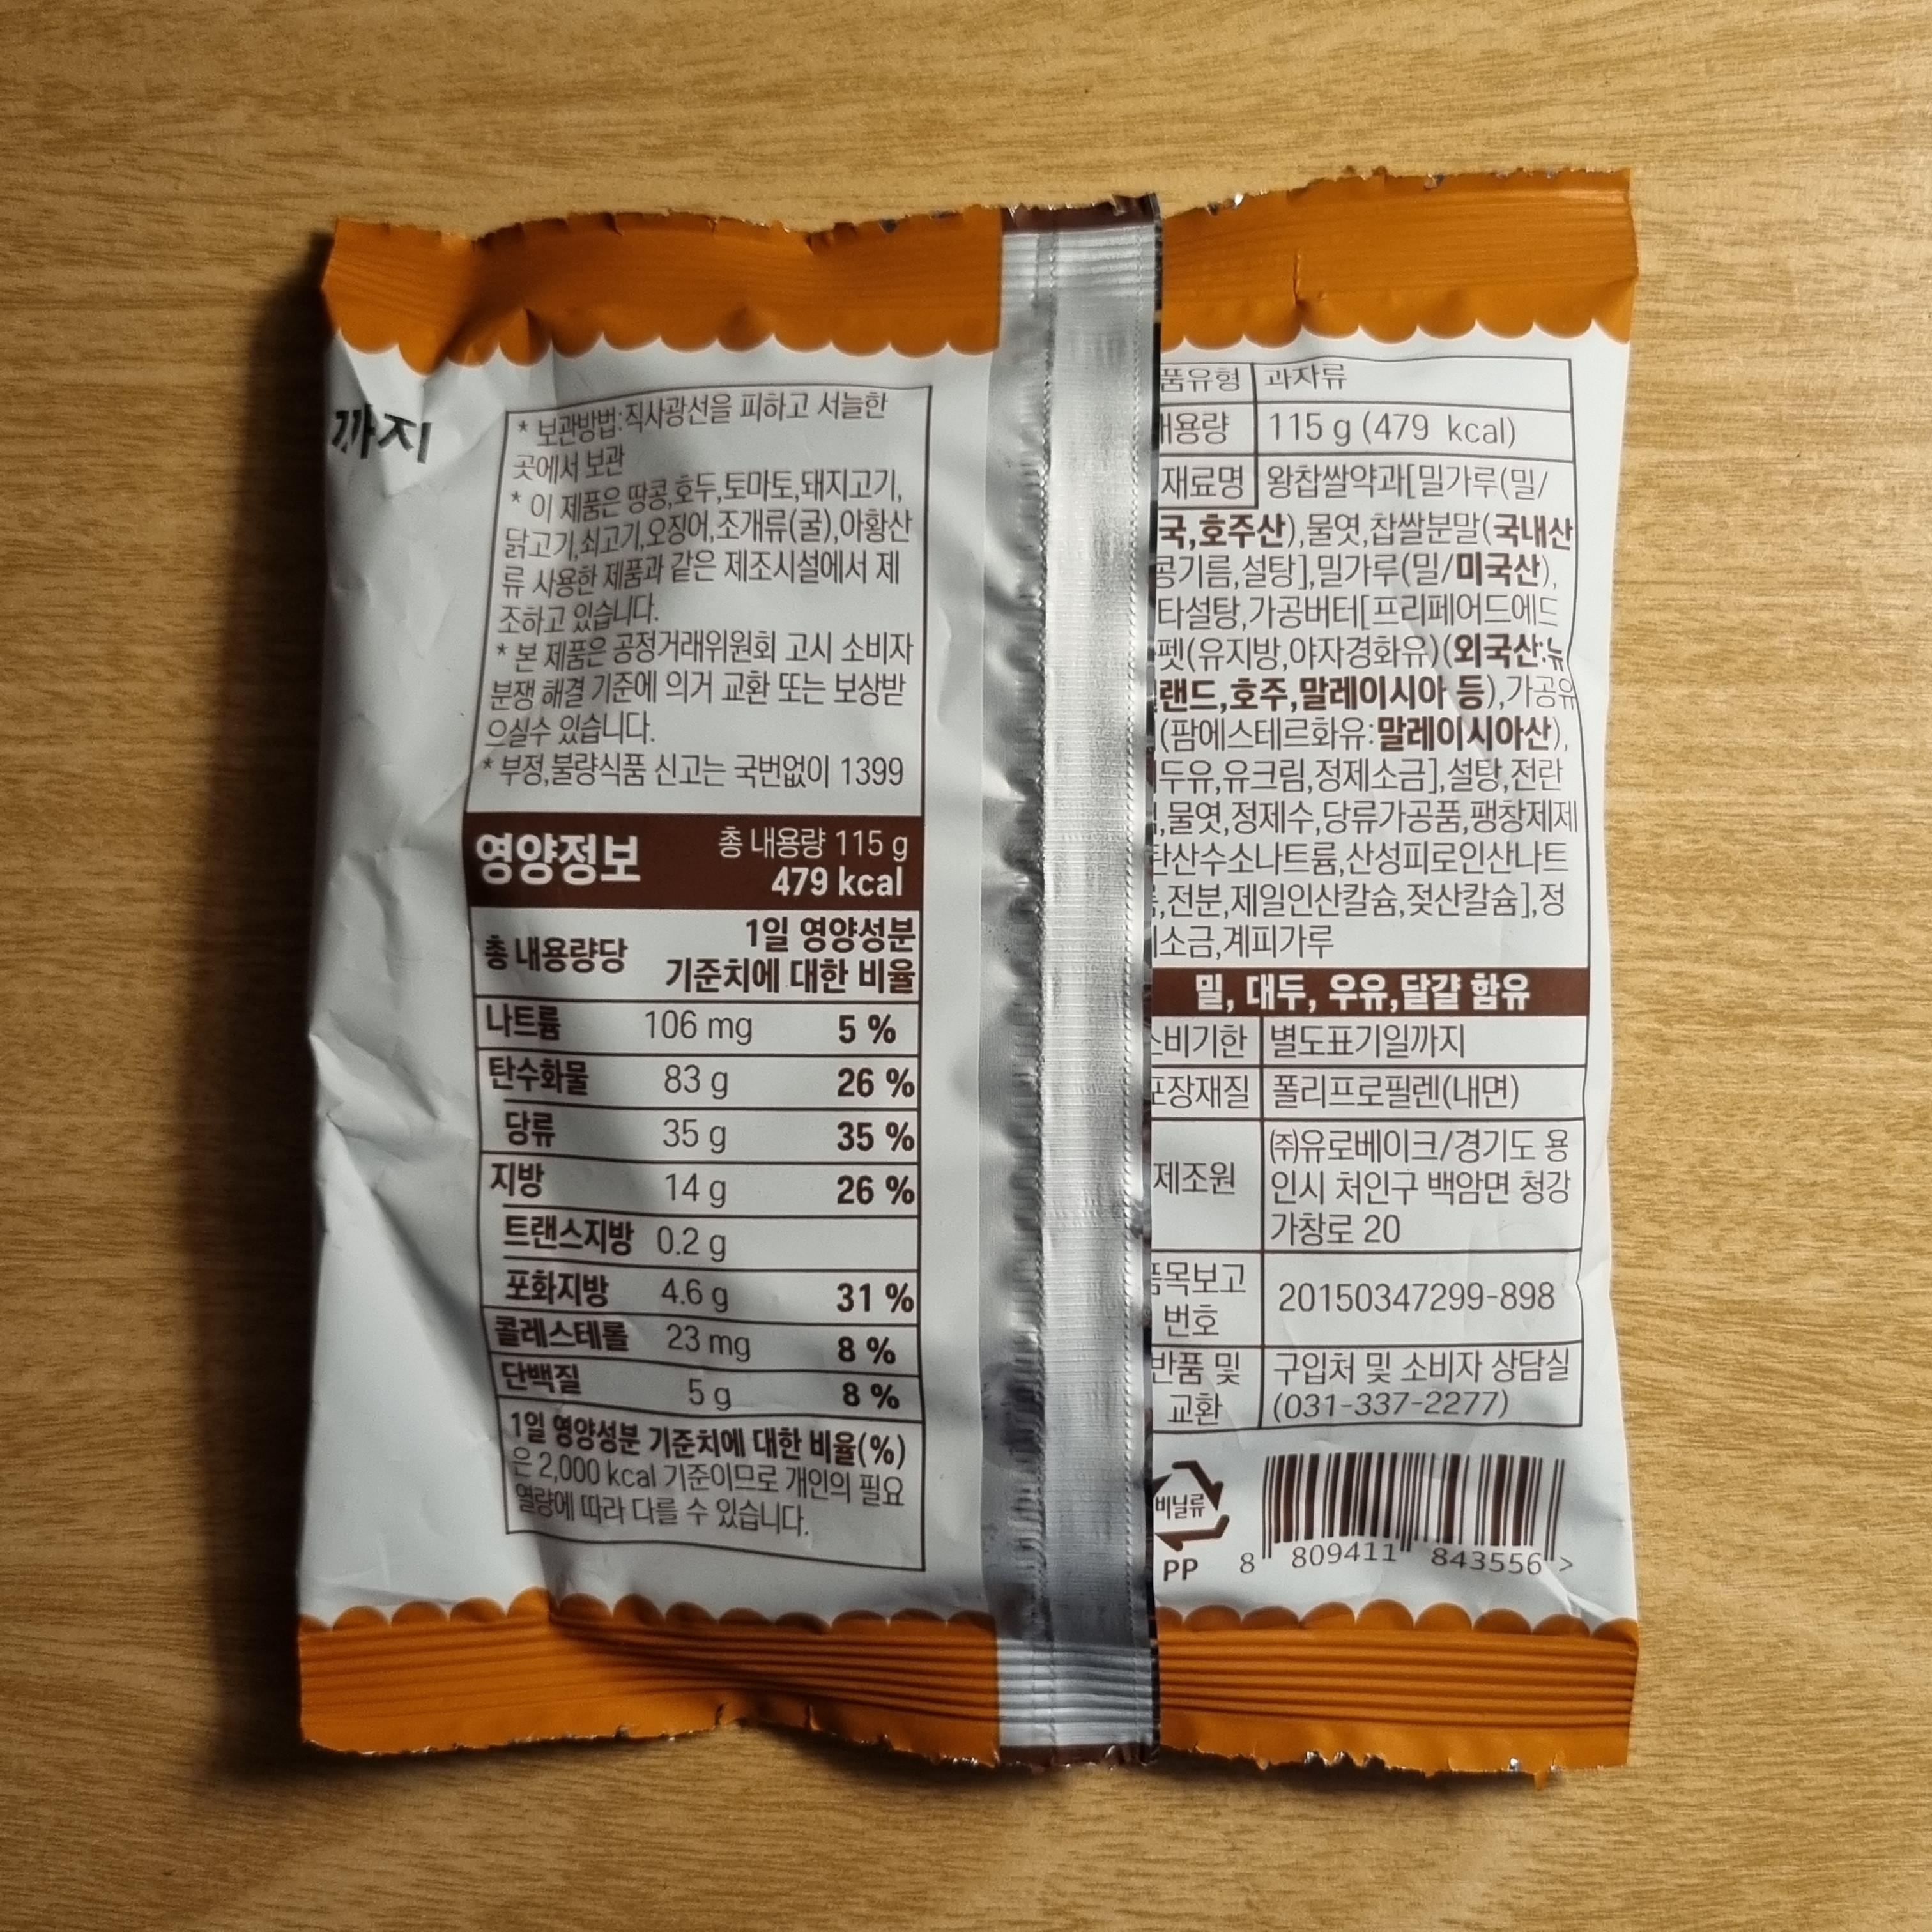 까지
* 보관방법:직사광선을 피하고 서늘한
곳에서 보관
* 이 제품은 땅콩,호두,토마토,돼지고기,
닭고기,쇠고기,오징어,조개류(굴),아황산
류 사용한 제품과 같은 제조시설에서 제
조하고 있습니다.
* 본 제품은 공정거래위원회 고시 소비자
분쟁 해결 기준에 의거 교환 또는 보상받
으실수 있습니다.
* 부정,불량식품 신고는 국번없이 1399
영양정보
총 내용량 115 g
479 kcal
총 내용량당
1일 영양성분
기준치에 대한 비율
나트륨 106 mg 5 %
탄수화물 83 g 26 %
당류 35 g 35 %
지방 14 g 26 %
트랜스지방 0.2 g
포화지방 4.6 g 31 %
콜레스테롤 23 mg 8 %
단백질 5 g 8 %
1일 영양성분 기준치에 대한 비율(%)
은 2,000 kcal 기준이므로 개인의 필요
열량에 따라 다를 수 있습니다.
품유형 과자류
용량 115 g (479 kcal)
재료명 왕찹쌀약과[밀가루(밀/
국,호주산),물엿,찹쌀분말(국내산
콩기름,설탕],밀가루(밀/미국산),
타설탕,가공버터[프리페어드에드
펫(유지방,야자경화유)(외국산:뉴
랜드,호주,말레이시아 등),가공유
(팜에스테르화유:말레이시아산),
두유,유크림,정제소금],설탕,전란
,물엿,정제수,당류가공품,팽창제제
탄산수소나트륨,산성피로인산나트
,전분,제일인산칼슘,젖산칼슘],정
소금,계피가루
밀, 대두, 우유,달걀 함유
비기한 별도표기일까지
포장재질 폴리프로필렌(내면)
제조원 ㈜유로베이크/경기도 용
인시 처인구 백암면 청강
가창로 20
품목보고
번호
20150347299-898
반품 및
교환
구입처 및 소비자 상담실
(031-337-2277)
비닐류
PP
8 809411 843556 >